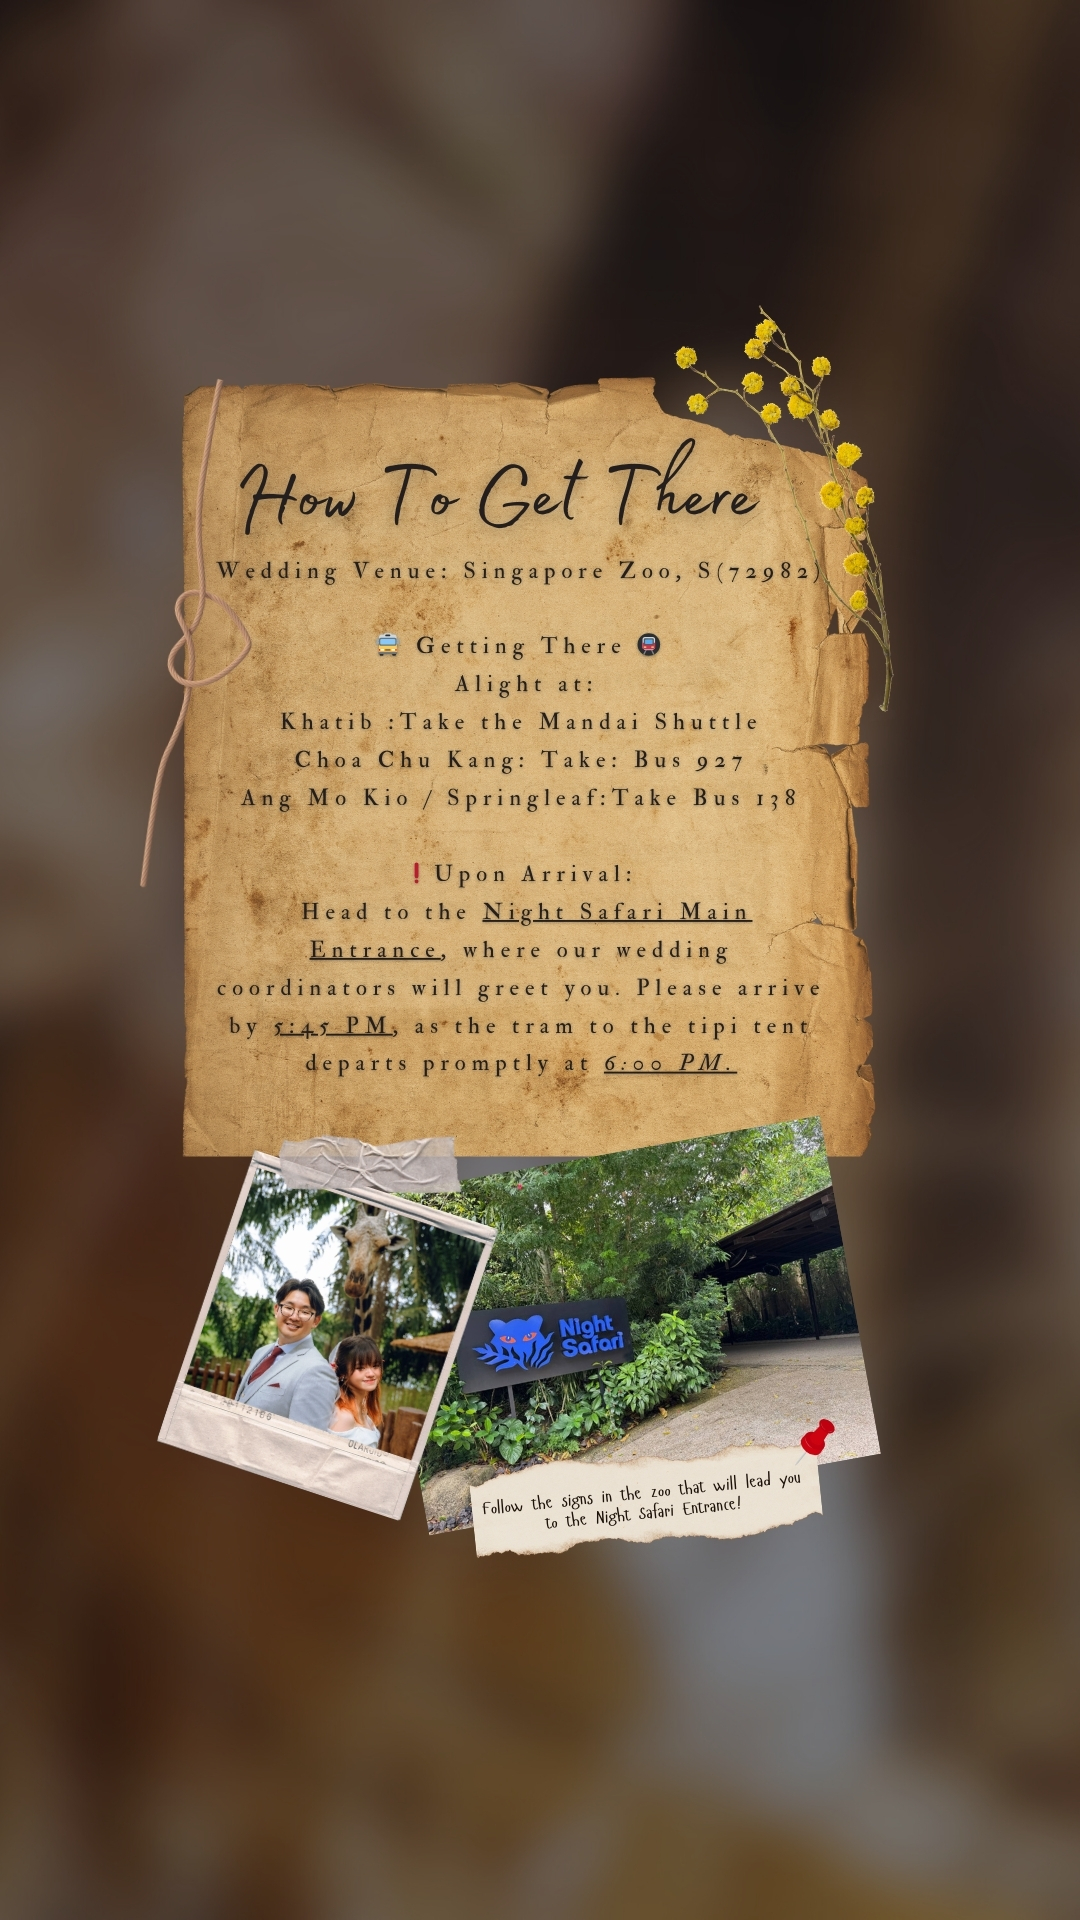 How To Get There
Wedding Venue: Singapore Zoo, S(72982)
🚍 Getting There 🚇
Alight at:
Khatib :Take the Mandai Shuttle
Choa Chu Kang: Take: Bus 927
Ang Mo Kio / Springleaf:Take Bus 138
❗Upon Arrival:
Head to the Night Safari Main
Entrance, where our wedding
coordinators will greet you. Please arrive
by 5:45 PM, as the tram to the tipi tent
departs promptly at 6:00 PM.
Night
Safari
Follow the signs in the zoo that will lead you
to the Night Safari Entrance!